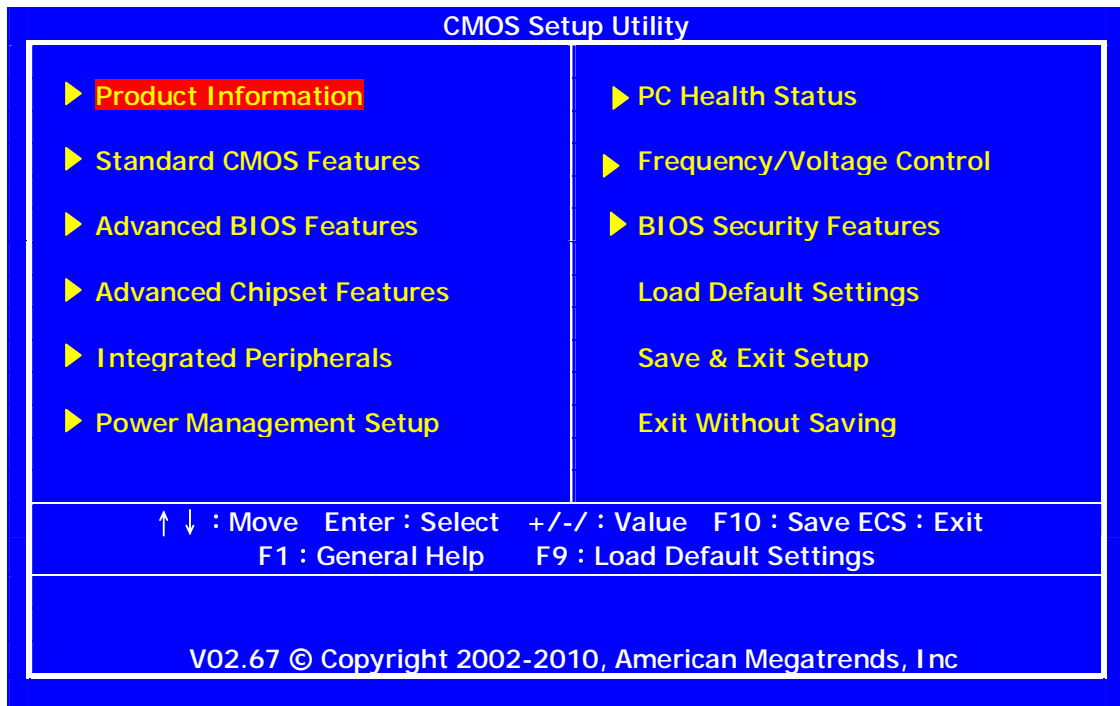 CMOS Setup Utility
Product Information
Standard CMOS Features
Advanced BIOS Features
Advanced Chipset Features
Integrated Peripherals
Power Management Setup
PC Health Status
Frequency/Voltage Control
BIOS Security Features
Load Default Settings
Save & Exit Setup
Exit Without Saving
↑ ↓ : Move Enter : Select +/-/ : Value F10 : Save ECS : Exit
F1 : General Help F9 : Load Default Settings
V02.67 © Copyright 2002-2010, American Megatrends, Inc